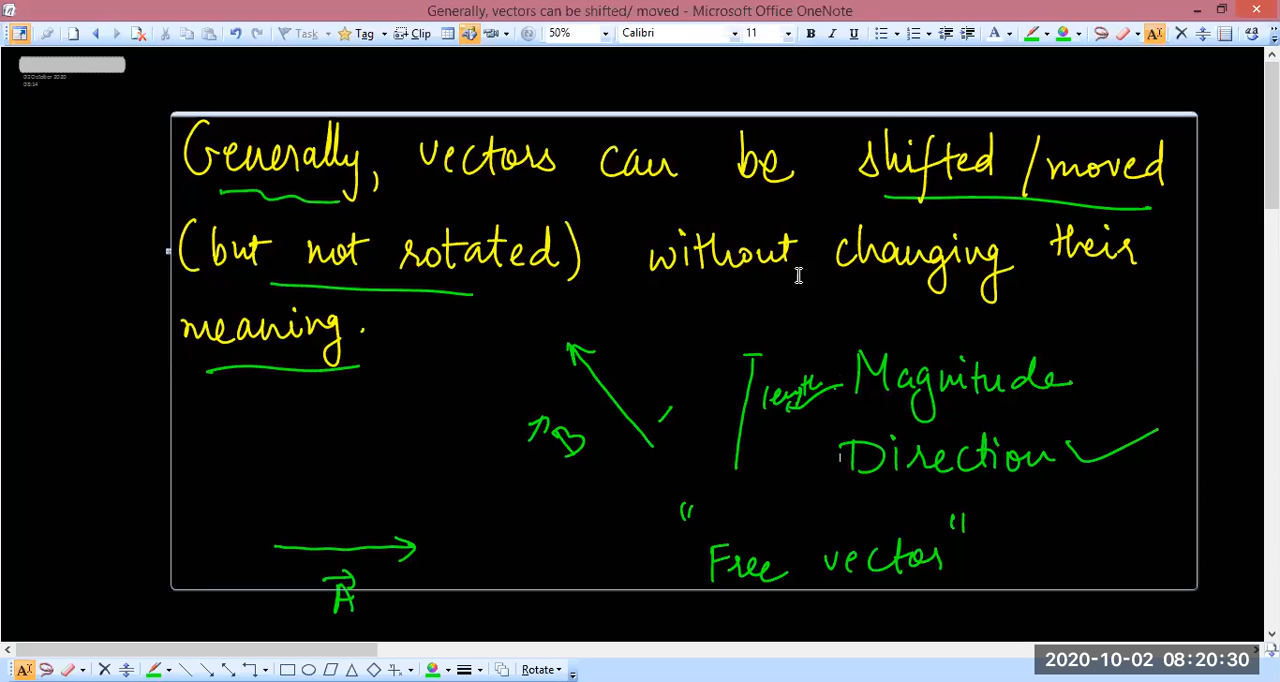 Generally, vectors can be shifted/ moved - Microsoft Office OneNote
Task Tag Clip 50% Calibri 11 B I U
Generally, vectors can be shifted / moved
(but not rotated) without changing their
meaning.
length Magnitude
B
Direction
"Free vector"
A
Rotate
2020-10-02 08:20:30